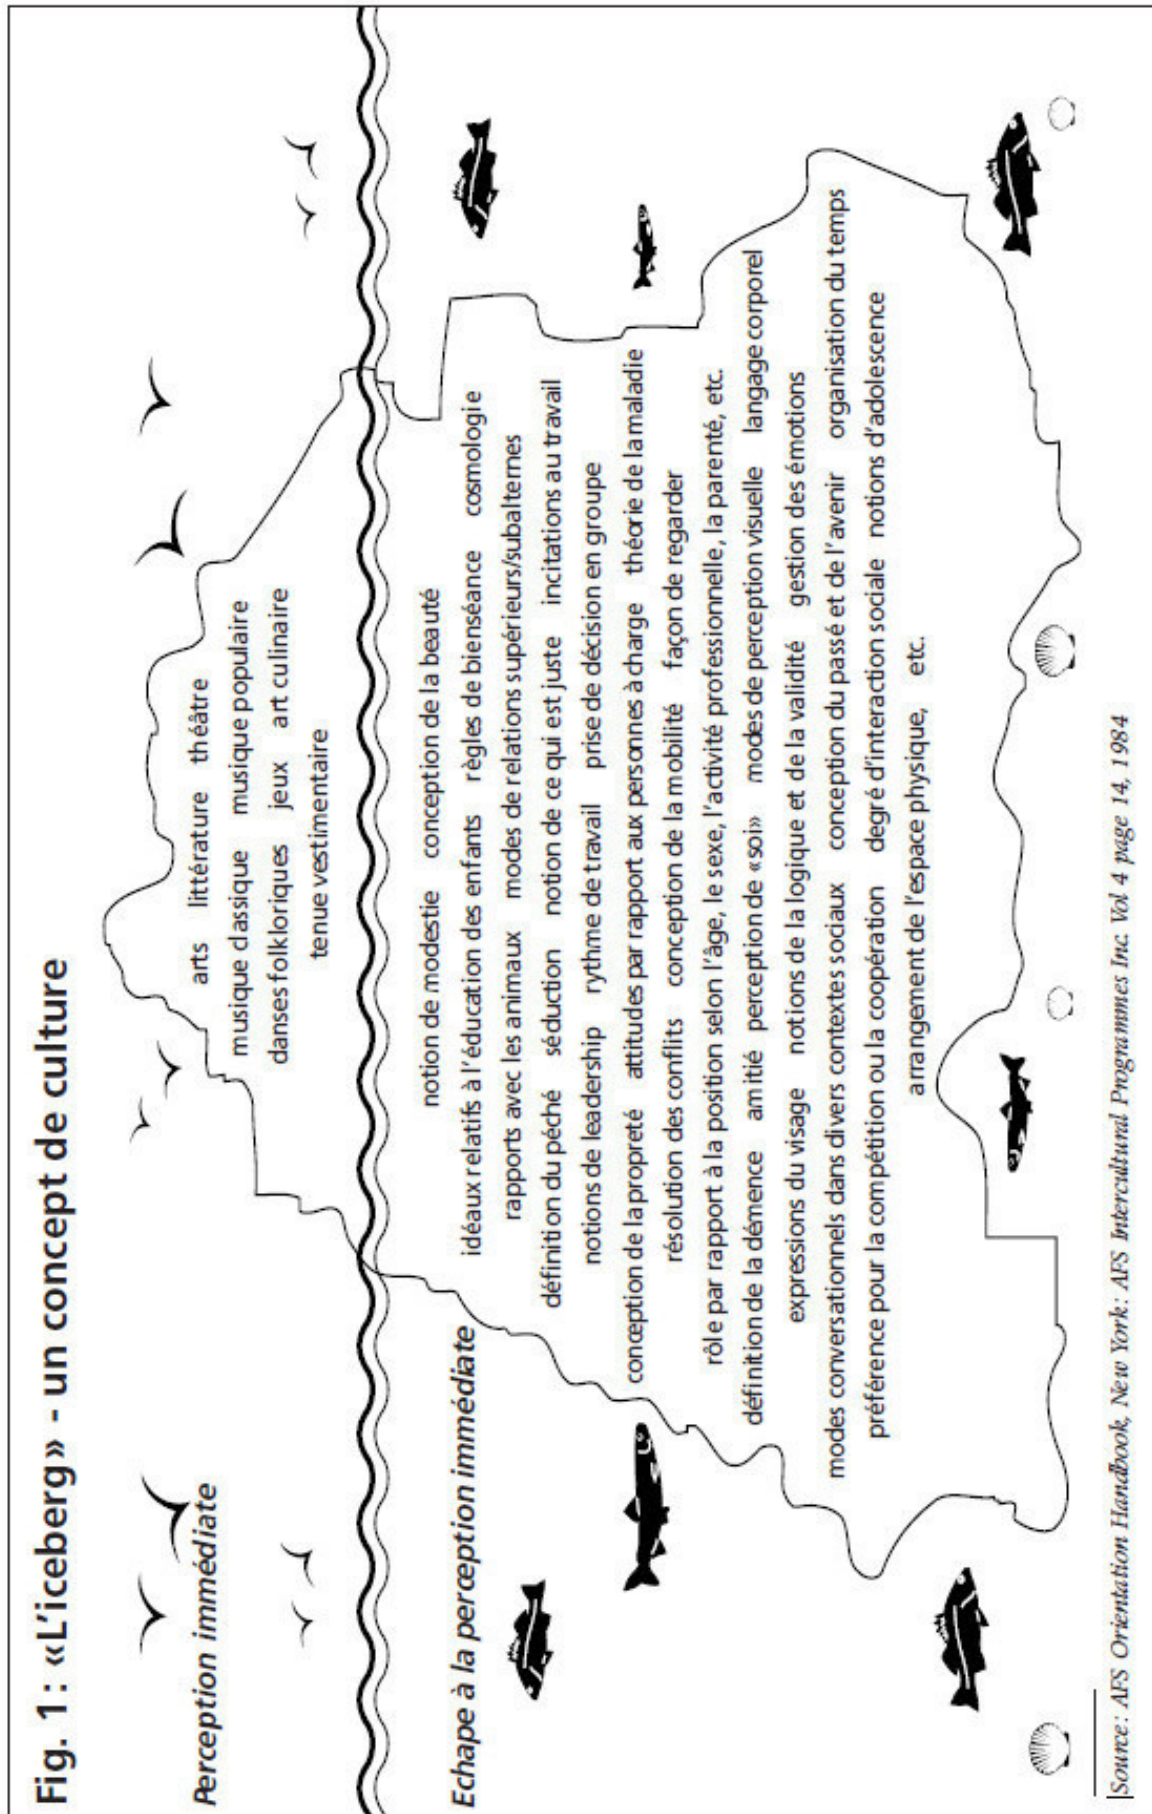 Fig. 1 : «L'iceberg» - un concept de culture
Perception immédiate
arts littérature théâtre
musique classique musique populaire
danses folkloriques jeux art culinaire
tenue vestimentaire
Echape à la perception immédiate
notion de modestie conception de la beauté
idéaux relatifs à l'éducation des enfants règles de bienséance cosmologie
rapports avec les animaux modes de relations supérieurs/subalternes
définition du péché séduction notion de ce qui est juste incitations au travail
notions de leadership rythme de travail prise de décision en groupe
conception de la propreté attitudes par rapport aux personnes à charge théorie de la maladie
résolution des conflits conception de la mobilité façon de regarder
rôle par rapport à la position selon l'âge, le sexe, l'activité professionnelle, la parenté, etc.
définition de la démence amitié perception de «soi» modes de perception visuelle langage corporel
expressions du visage notions de la logique et de la validité gestion des émotions
modes conversationnels dans divers contextes sociaux conception du passé et de l'avenir organisation du temps
préférence pour la compétition ou la coopération degré d'interaction sociale notions d'adolescence
arrangement de l'espace physique, etc.
Source: AFS Orientation Handbook, New York: AFS Intercultural Programmes Inc. Vol 4 page 14, 1984